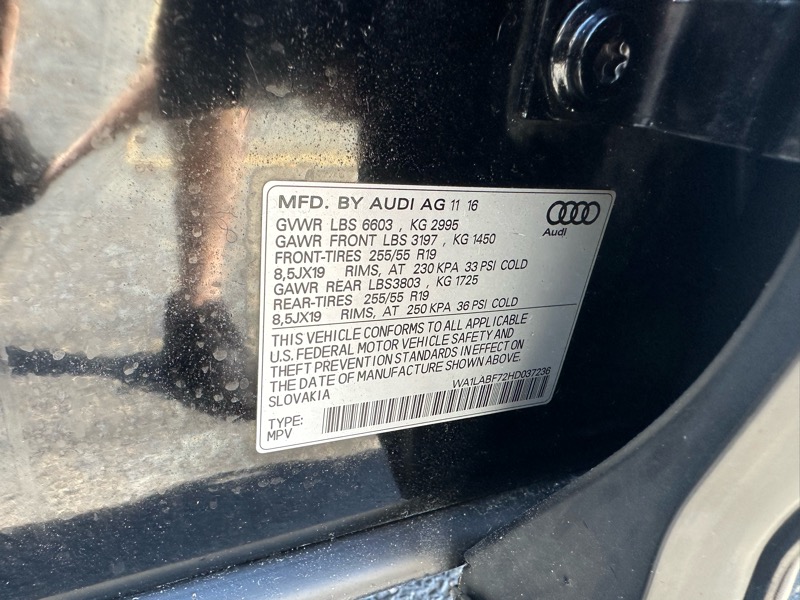 MFD. BY AUDI AG 11 16
GVWR LBS 6603 , KG 2995
GAWR FRONT LBS 3197 , KG 1450
FRONT-TIRES 255/55 R19
8,5JX19 RIMS, AT 230 KPA 33 PSI COLD
GAWR REAR LBS3803 , KG 1725
REAR-TIRES 255/55 R19
8,5JX19 RIMS, AT 250 KPA 36 PSI COLD
Audi
THIS VEHICLE CONFORMS TO ALL APPLICABLE
U.S. FEDERAL MOTOR VEHICLE SAFETY AND
THEFT PREVENTION STANDARDS IN EFFECT ON
THE DATE OF MANUFACTURE SHOWN ABOVE.
SLOVAKIA WA1LABF72HD037236
TYPE:
MPV